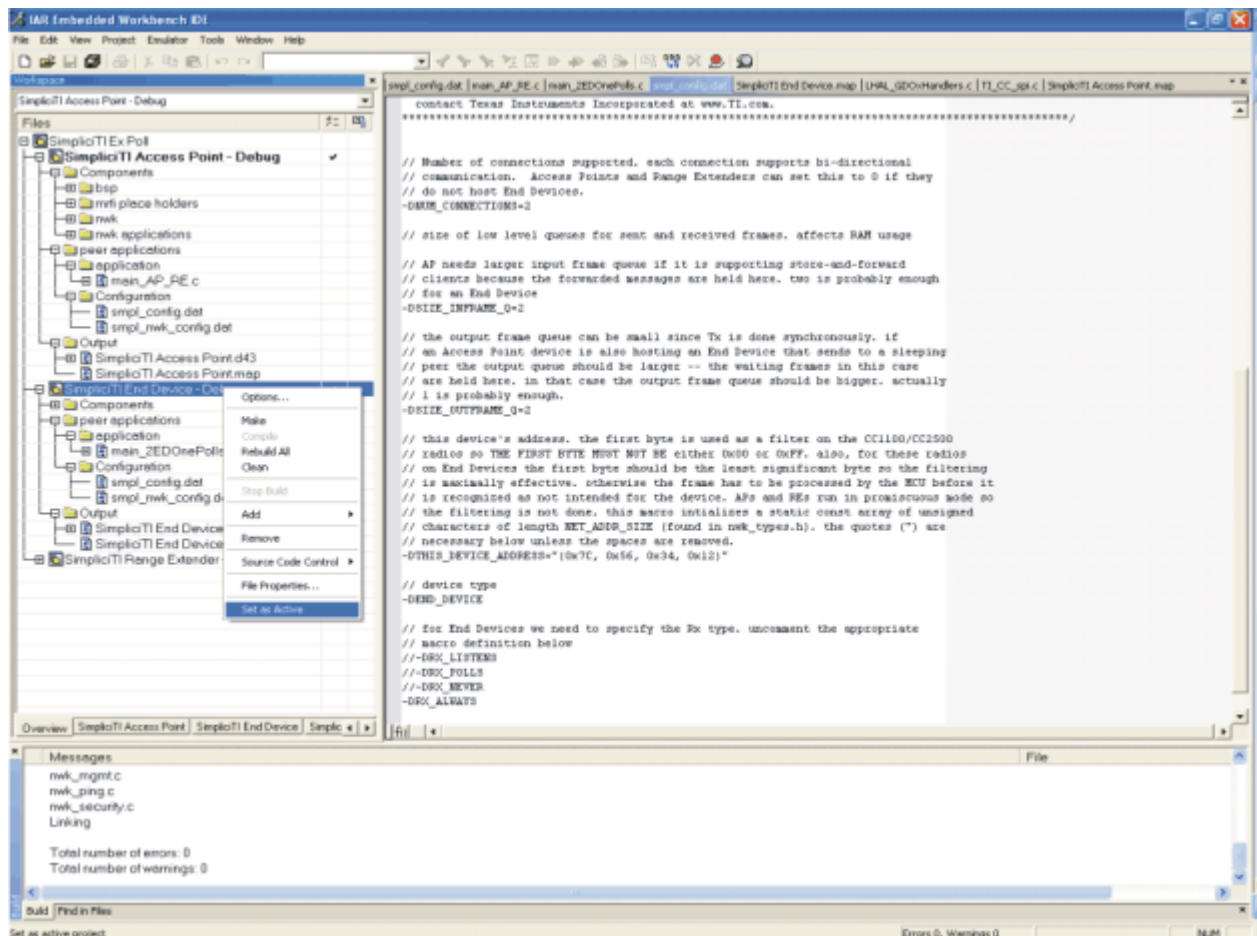 IAR Embedded Workbench IDE
File Edit View Project Emulator Tools Window Help
Workspace
SimpliciTI Access Point - Debug
Files
SimpliciTI Ex Poll
SimpliciTI Access Point - Debug
Components
bsp
mrfi place holders
nwk
nwk applications
peer applications
application
main_AP_RE.c
Configuration
smpl_config.dat
smpl_nwk_config.dat
Output
SimpliciTI Access Point.d43
SimpliciTI Access Point.map
SimpliciTI End Device - Deb
Components
peer applications
application
main_2EDOnePolls
Configuration
smpl_config.dat
smpl_nwk_config.d
Output
SimpliciTI End Device
SimpliciTI End Device
SimpliciTI Range Extender
Options...
Make
Compile
Rebuild All
Clean
Stop Build
Add
Remove
Source Code Control
File Properties...
Set as Active
Overview SimpliciTI Access Point SimpliciTI End Device Simplic
smpl_config.dat main_AP_RE.c main_2EDOnePolls.c smpl_config.dat SimpliciTI End Device.map LHAL_GDOxHandlers.c TI_CC_spi.c SimpliciTI Access Point.map
contact Texas Instruments Incorporated at www.TI.com.
// Number of connections supported. each connection supports bi-directional
// communication. Access Points and Range Extenders can set this to 0 if they
// do not host End Devices.
-DNUM_CONNECTIONS=2
// size of low level queues for sent and received frames. affects RAM usage
// AP needs larger input frame queue if it is supporting store-and-forward
// clients because the forwarded messages are held here. two is probably enough
// for an End Device
-DSIZE_INFRAME_Q=2
// the output frame queue can be small since Tx is done synchronously. if
// an Access Point device is also hosting an End Device that sends to a sleeping
// peer the output queue should be larger -- the waiting frames in this case
// are held here. in that case the output frame queue should be bigger. actually
// 1 is probably enough.
-DSIZE_OUTFRAME_Q=2
// this device's address. the first byte is used as a filter on the CC1100/CC2500
// radios so THE FIRST BYTE MUST NOT BE either 0x00 or 0xFF. also, for these radios
// on End Devices the first byte should be the least significant byte so the filtering
// is maximally effective. otherwise the frame has to be processed by the MCU before it
// is recognized as not intended for the device. APs and REs run in promiscuous mode so
// the filtering is not done. this macro intializes a static const array of unsigned
// characters of length NET_ADDR_SIZE (found in nwk_types.h). the quotes (") are
// necessary below unless the spaces are removed.
-DTHIS_DEVICE_ADDRESS="{0x7C, 0x56, 0x34, 0x12}"
// device type
-DEND_DEVICE
// for End Devices we need to specify the Rx type. uncomment the appropriate
// macro definition below
//-DRX_LISTENS
//-DRX_POLLS
//-DRX_NEVER
-DRX_ALWAYS
Messages File
nwk_mgmt.c
nwk_ping.c
nwk_security.c
Linking
Total number of errors: 0
Total number of warnings: 0
Build Find in Files
Set as active project Errors 0, Warnings 0 NUM